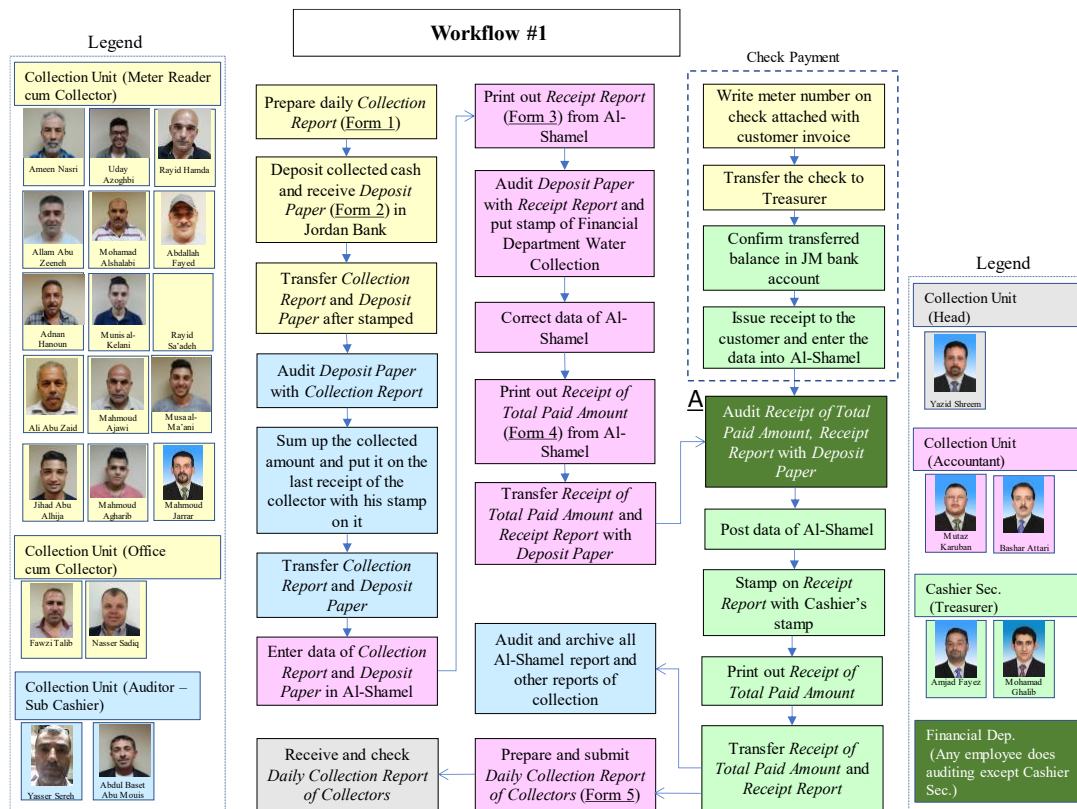 Workflow #1
Legend
Collection Unit (Meter Reader
cum Collector)
Ameen Nasri
Uday
Azoghbi
Rayid Hamda
Allam Abu
Zeeneh
Mohamad
Alshalabi
Abdallah
Fayed
Adnan
Hanoun
Munis al-
Kelani
Rayid
Sa'adeh
Ali Abu Zaid
Mahmoud
Ajawi
Musa al-
Ma'ani
Jihad Abu
Alhija
Mahmoud
Agharib
Mahmoud
Jarrar
Collection Unit (Office
cum Collector)
Fawzi Talib
Nasser Sadiq
Collection Unit (Auditor –
Sub Cashier)
Yasser Sereh
Abdul Baset
Abu Mouis
Prepare daily Collection
Report (Form 1)
Deposit collected cash
and receive Deposit
Paper (Form 2) in
Jordan Bank
Transfer Collection
Report and Deposit
Paper after stamped
Audit Deposit Paper
with Collection Report
Sum up the collected
amount and put it on the
last receipt of the
collector with his stamp
on it
Transfer Collection
Report and Deposit
Paper
Enter data of Collection
Report and Deposit
Paper in Al-Shamel
Print out Receipt Report
(Form 3) from Al-
Shamel
Audit Deposit Paper
with Receipt Report and
put stamp of Financial
Department Water
Collection
Correct data of Al-
Shamel
Print out Receipt of
Total Paid Amount
(Form 4) from Al-
Shamel
Transfer Receipt of
Total Paid Amount and
Receipt Report with
Deposit Paper
Check Payment
Write meter number on
check attached with
customer invoice
Transfer the check to
Treasurer
Confirm transferred
balance in JM bank
account
Issue receipt to the
customer and enter the
data into Al-Shamel
A
Audit Receipt of Total
Paid Amount, Receipt
Report with Deposit
Paper
Post data of Al-Shamel
Stamp on Receipt
Report with Cashier's
stamp
Print out Receipt of
Total Paid Amount
Transfer Receipt of
Total Paid Amount and
Receipt Report
Audit and archive all
Al-Shamel report and
other reports of
collection
Prepare and submit
Daily Collection Report
of Collectors (Form 5)
Receive and check
Daily Collection Report
of Collectors
Legend
Collection Unit
(Head)
Yazid Shreem
Collection Unit
(Accountant)
Mutaz
Karuban
Bashar Attari
Cashier Sec.
(Treasurer)
Amjad Fayez
Mohamad
Ghalib
Financial Dep.
(Any employee does
auditing except Cashier
Sec.)